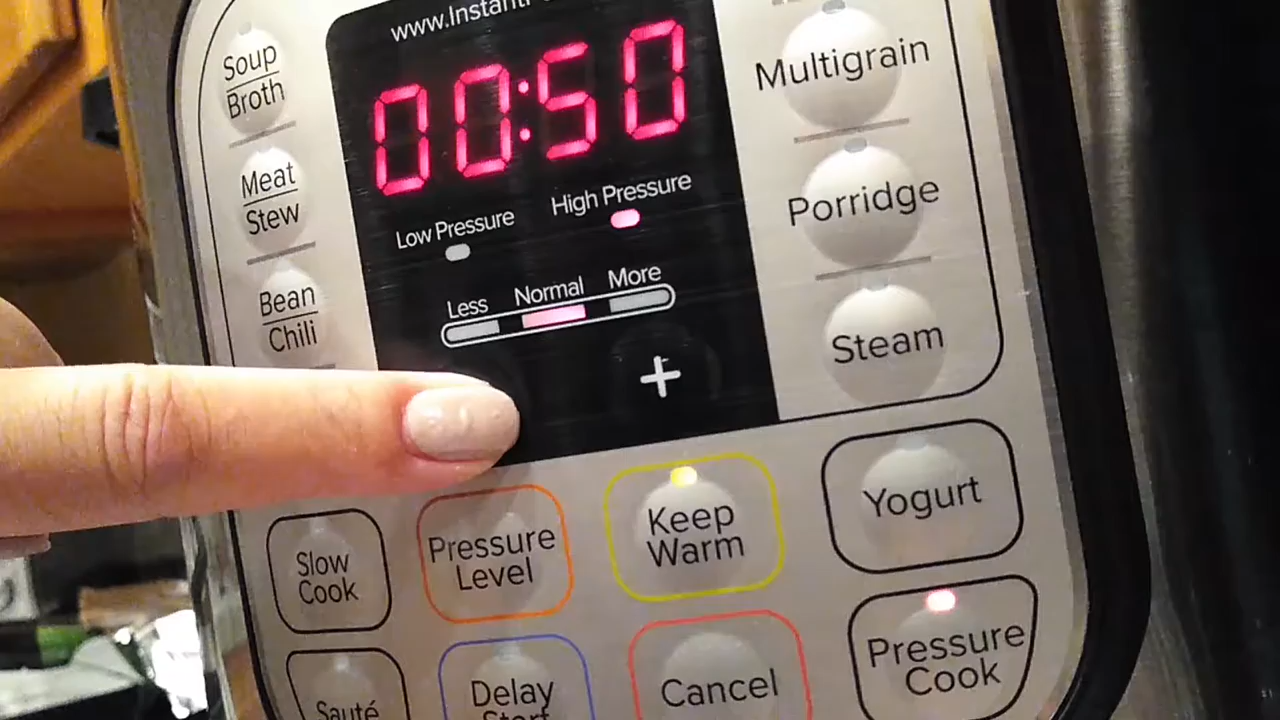 www.Instant
00:50
Low Pressure
High Pressure
Less
Normal
More
+
Soup
Broth
Meat
Stew
Bean
Chili
Multigrain
Porridge
Steam
Slow
Cook
Pressure
Level
Keep
Warm
Yogurt
Sauté
Delay
Start
Cancel
Pressure
Cook